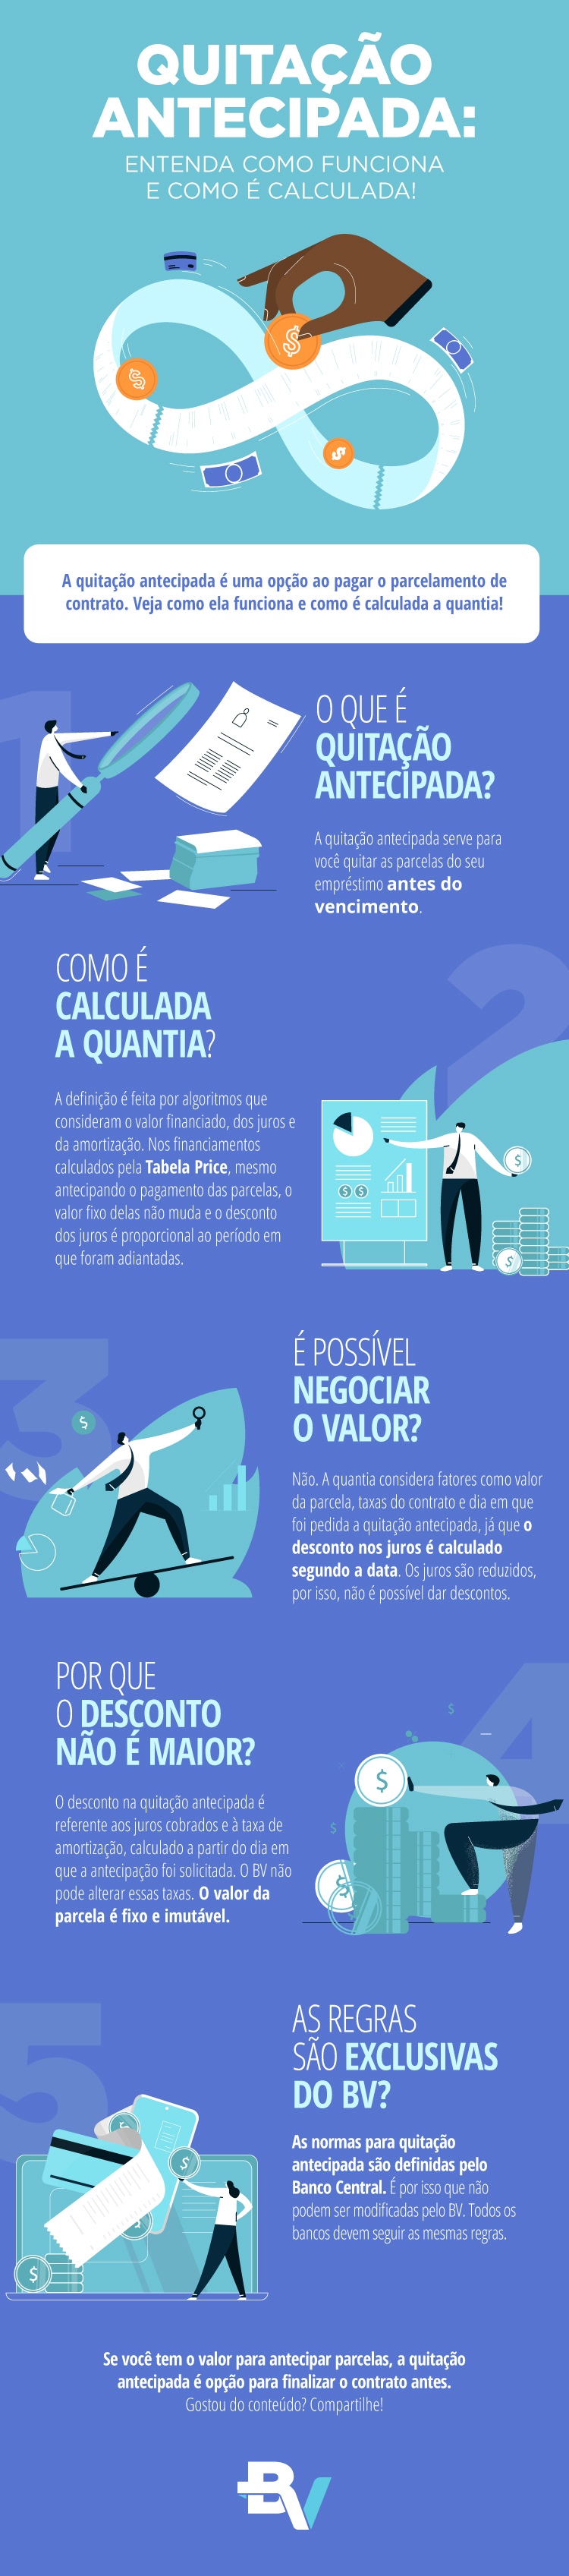 QUITAÇÃO
ANTECIPADA:
ENTENDA COMO FUNCIONA
E COMO É CALCULADA!
A quitação antecipada é uma opção ao pagar o parcelamento de
contrato. Veja como ela funciona e como é calculada a quantia!
1
O QUE É
QUITAÇÃO
ANTECIPADA?
A quitação antecipada serve para
você quitar as parcelas do seu
empréstimo antes do
vencimento.
2
COMO É
CALCULADA
A QUANTIA?
A definição é feita por algoritmos que
consideram o valor financiado, dos juros e
da amortização. Nos financiamentos
calculados pela Tabela Price, mesmo
antecipando o pagamento das parcelas, o
valor fixo delas não muda e o desconto
dos juros é proporcional ao período em
que foram adiantadas.
3
É POSSÍVEL
NEGOCIAR
O VALOR?
Não. A quantia considera fatores como valor
da parcela, taxas do contrato e dia em que
foi pedida a quitação antecipada, já que o
desconto nos juros é calculado
segundo a data. Os juros são reduzidos,
por isso, não é possível dar descontos.
4
POR QUE
O DESCONTO
NÃO É MAIOR?
O desconto na quitação antecipada é
referente aos juros cobrados e à taxa de
amortização, calculado a partir do dia em
que a antecipação foi solicitada. O BV não
pode alterar essas taxas. O valor da
parcela é fixo e imutável.
5
AS REGRAS
SÃO EXCLUSIVAS
DO BV?
As normas para quitação
antecipada são definidas pelo
Banco Central. É por isso que não
podem ser modificadas pelo BV. Todos os
bancos devem seguir as mesmas regras.
Se você tem o valor para antecipar parcelas, a quitação
antecipada é opção para finalizar o contrato antes.
Gostou do conteúdo? Compartilhe!
BV